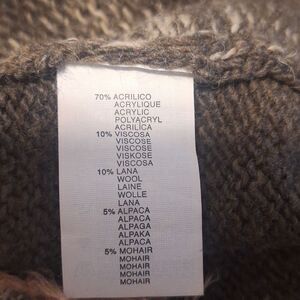 70% ACRILICO
ACRYLIQUE
ACRYLIC
POLYACRYL
ACRILICA
10% VISCOSA
VISCOSE
VISCOSE
VISKOSE
VISCOSA
10% LANA
WOOL
LAINE
WOLLE
LANA
5% ALPACA
ALPACA
ALPAGA
ALPAKA
ALPACA
5% MOHAIR
MOHAIR
MOHAIR
MOHAIR
MOHAIR